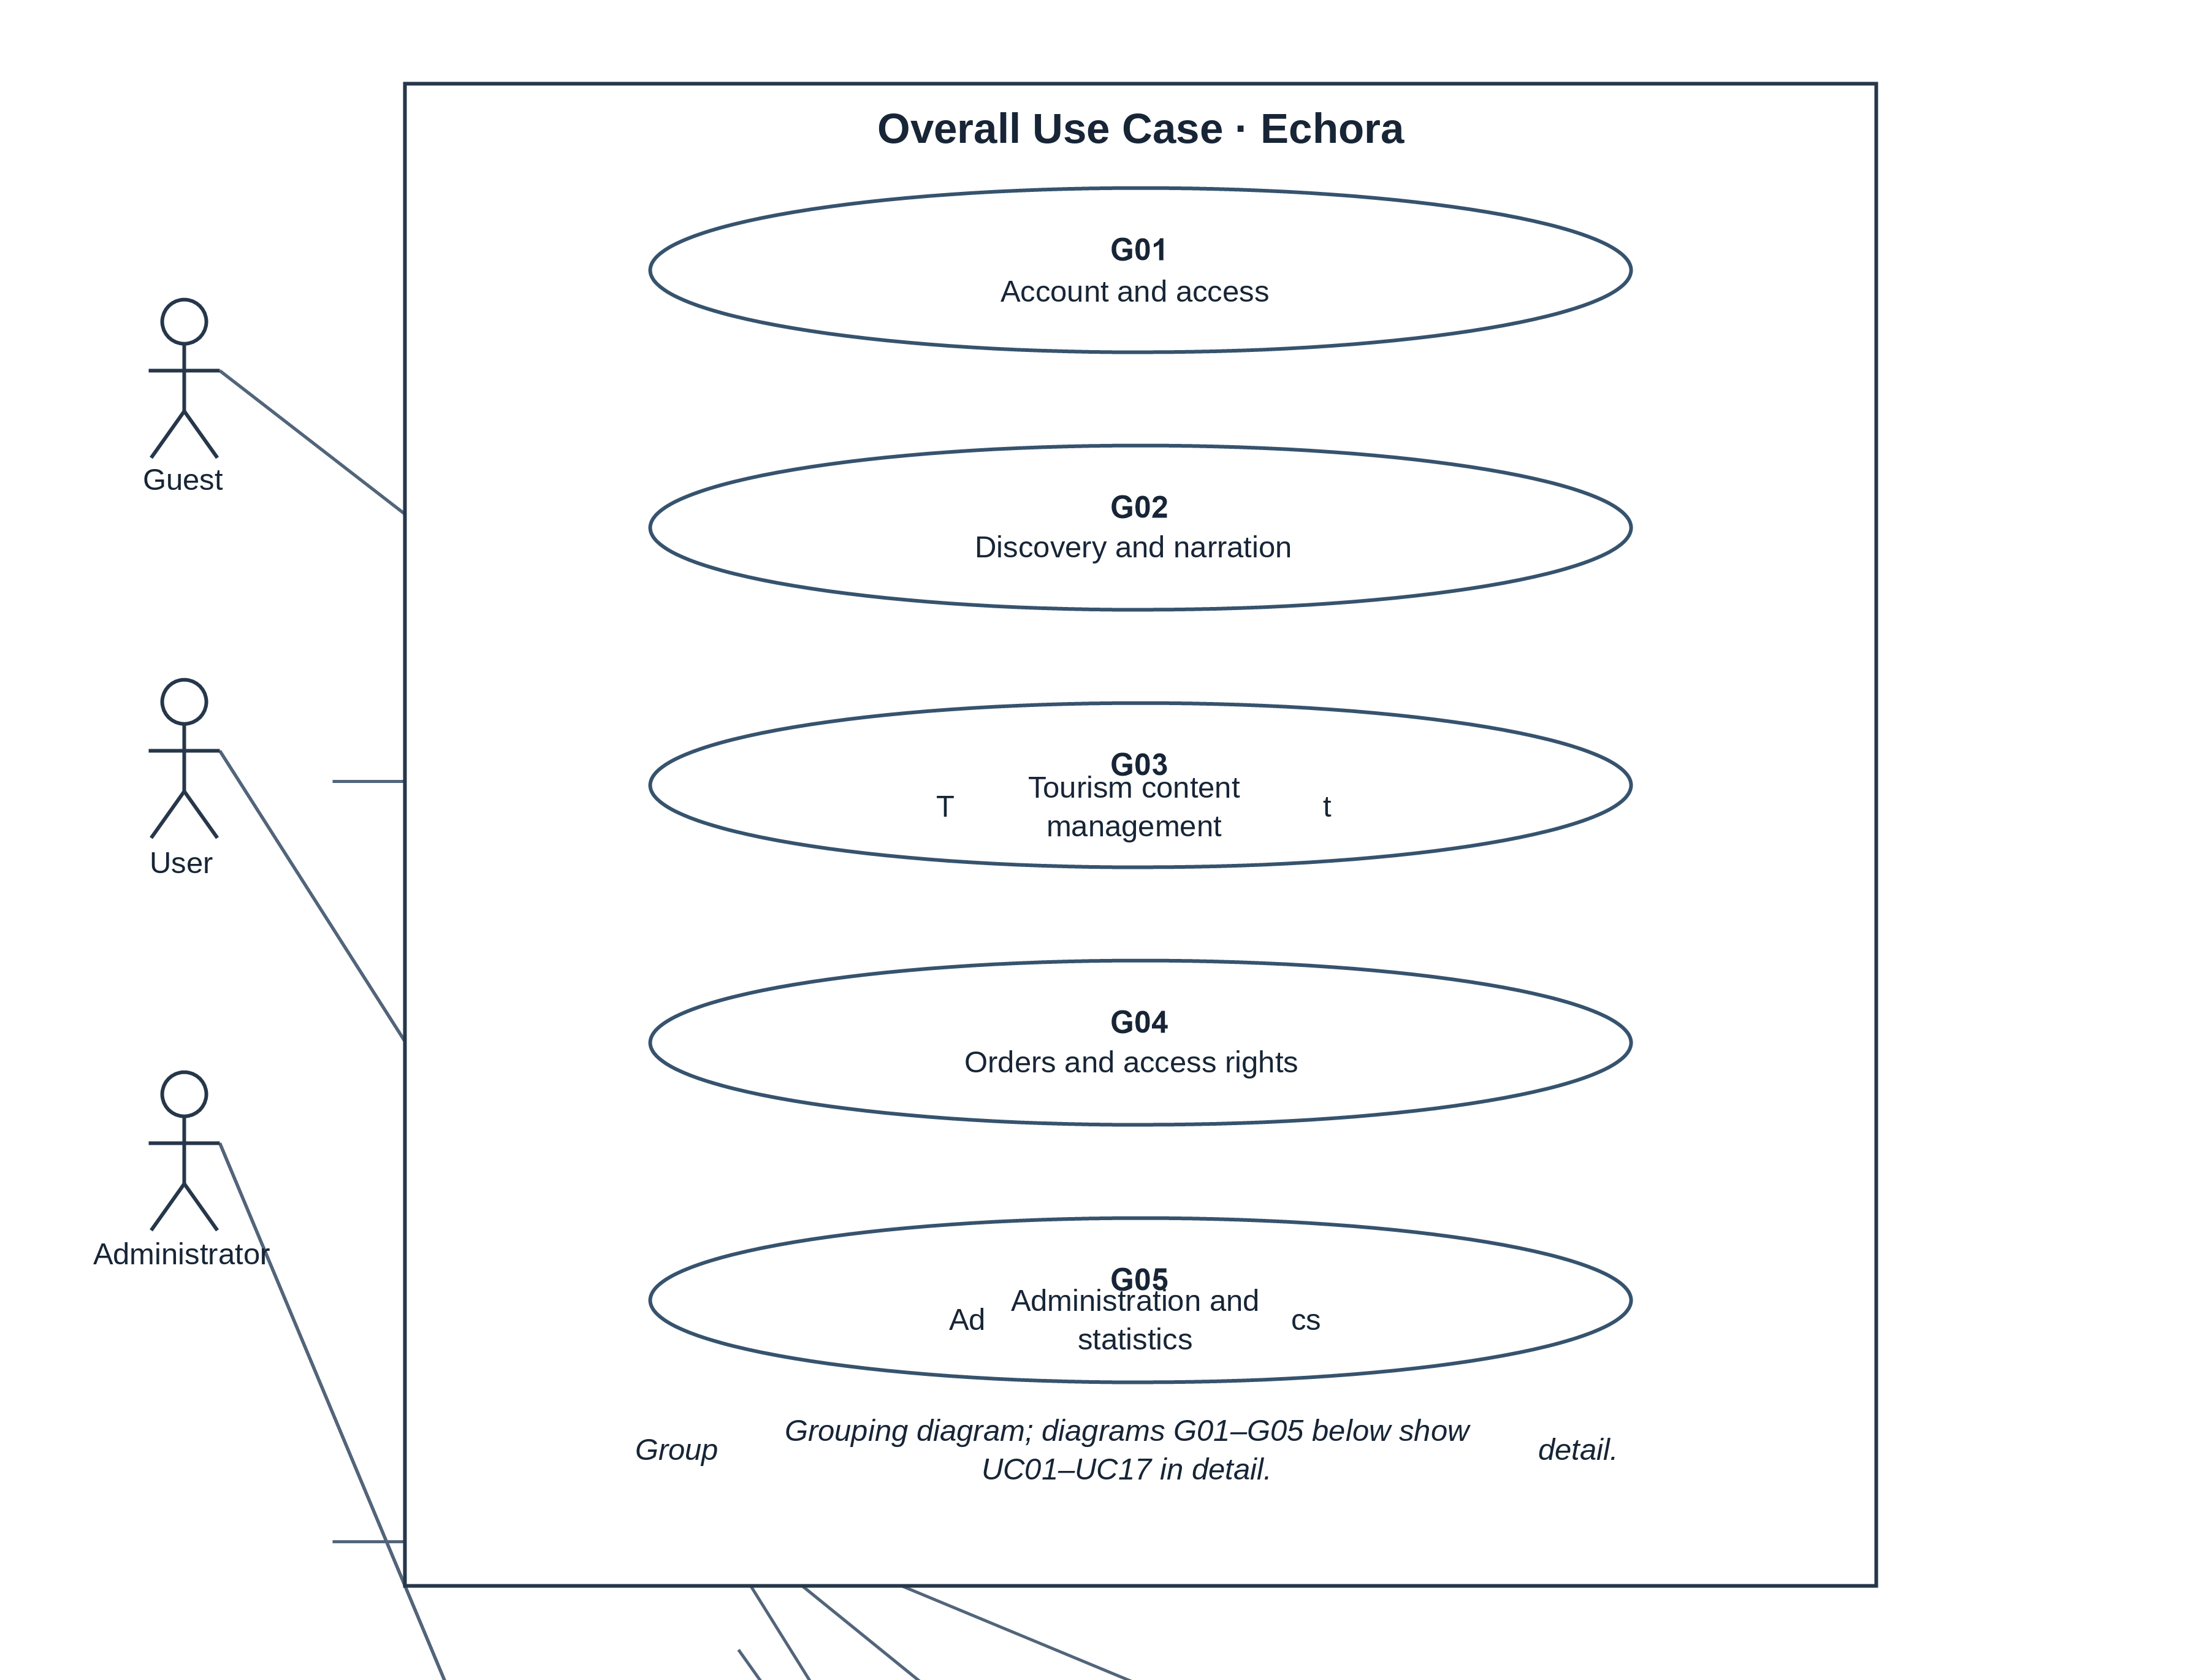 Overall Use Case · Echora
G01
Account and access
Guest
G02
Discovery and narration
G03
Tourism content
T t
management
User
G04
Orders and access rights
Administrator
G05
Administration and
Ad cs
statistics
Grouping diagram; diagrams G01–G05 below show
Group detail.
UC01–UC17 in detail.